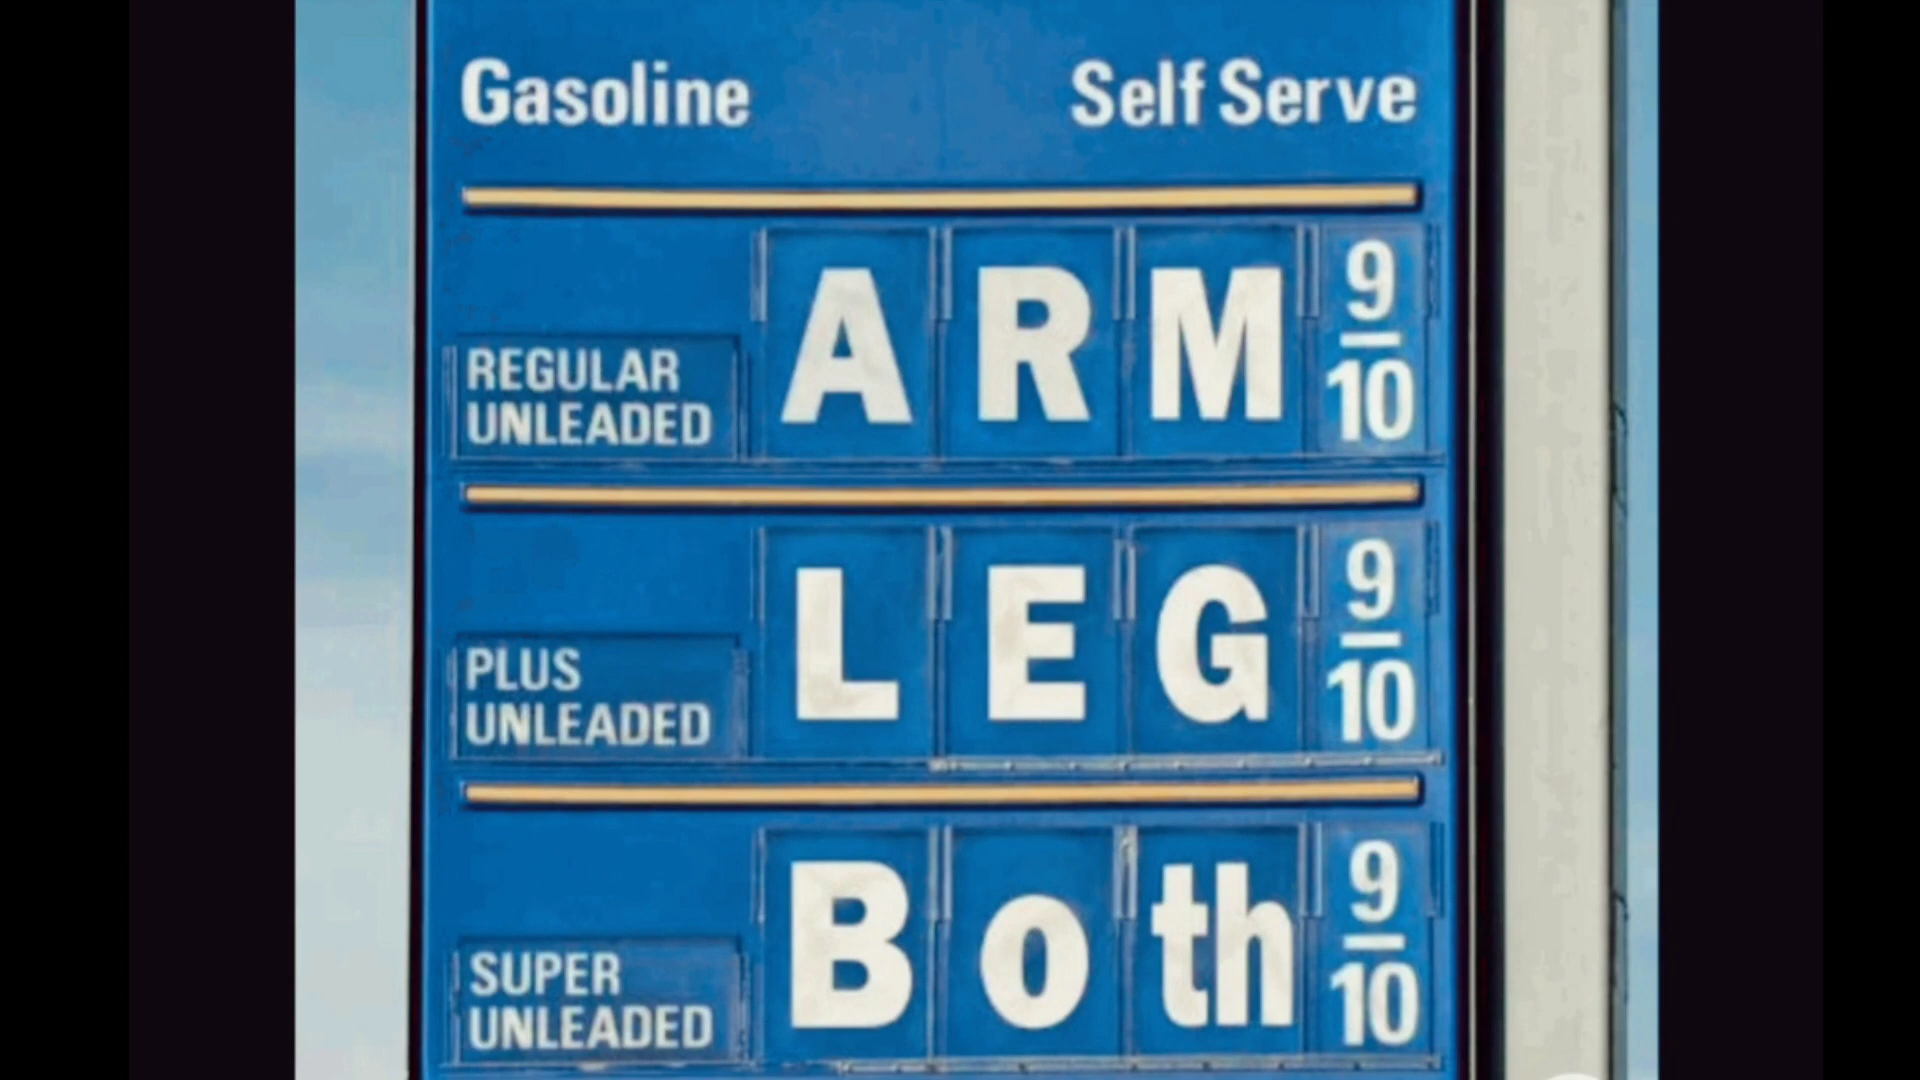 Gasoline Self Serve
REGULAR UNLEADED ARM 9/10
PLUS UNLEADED LEG 9/10
SUPER UNLEADED Both 9/10